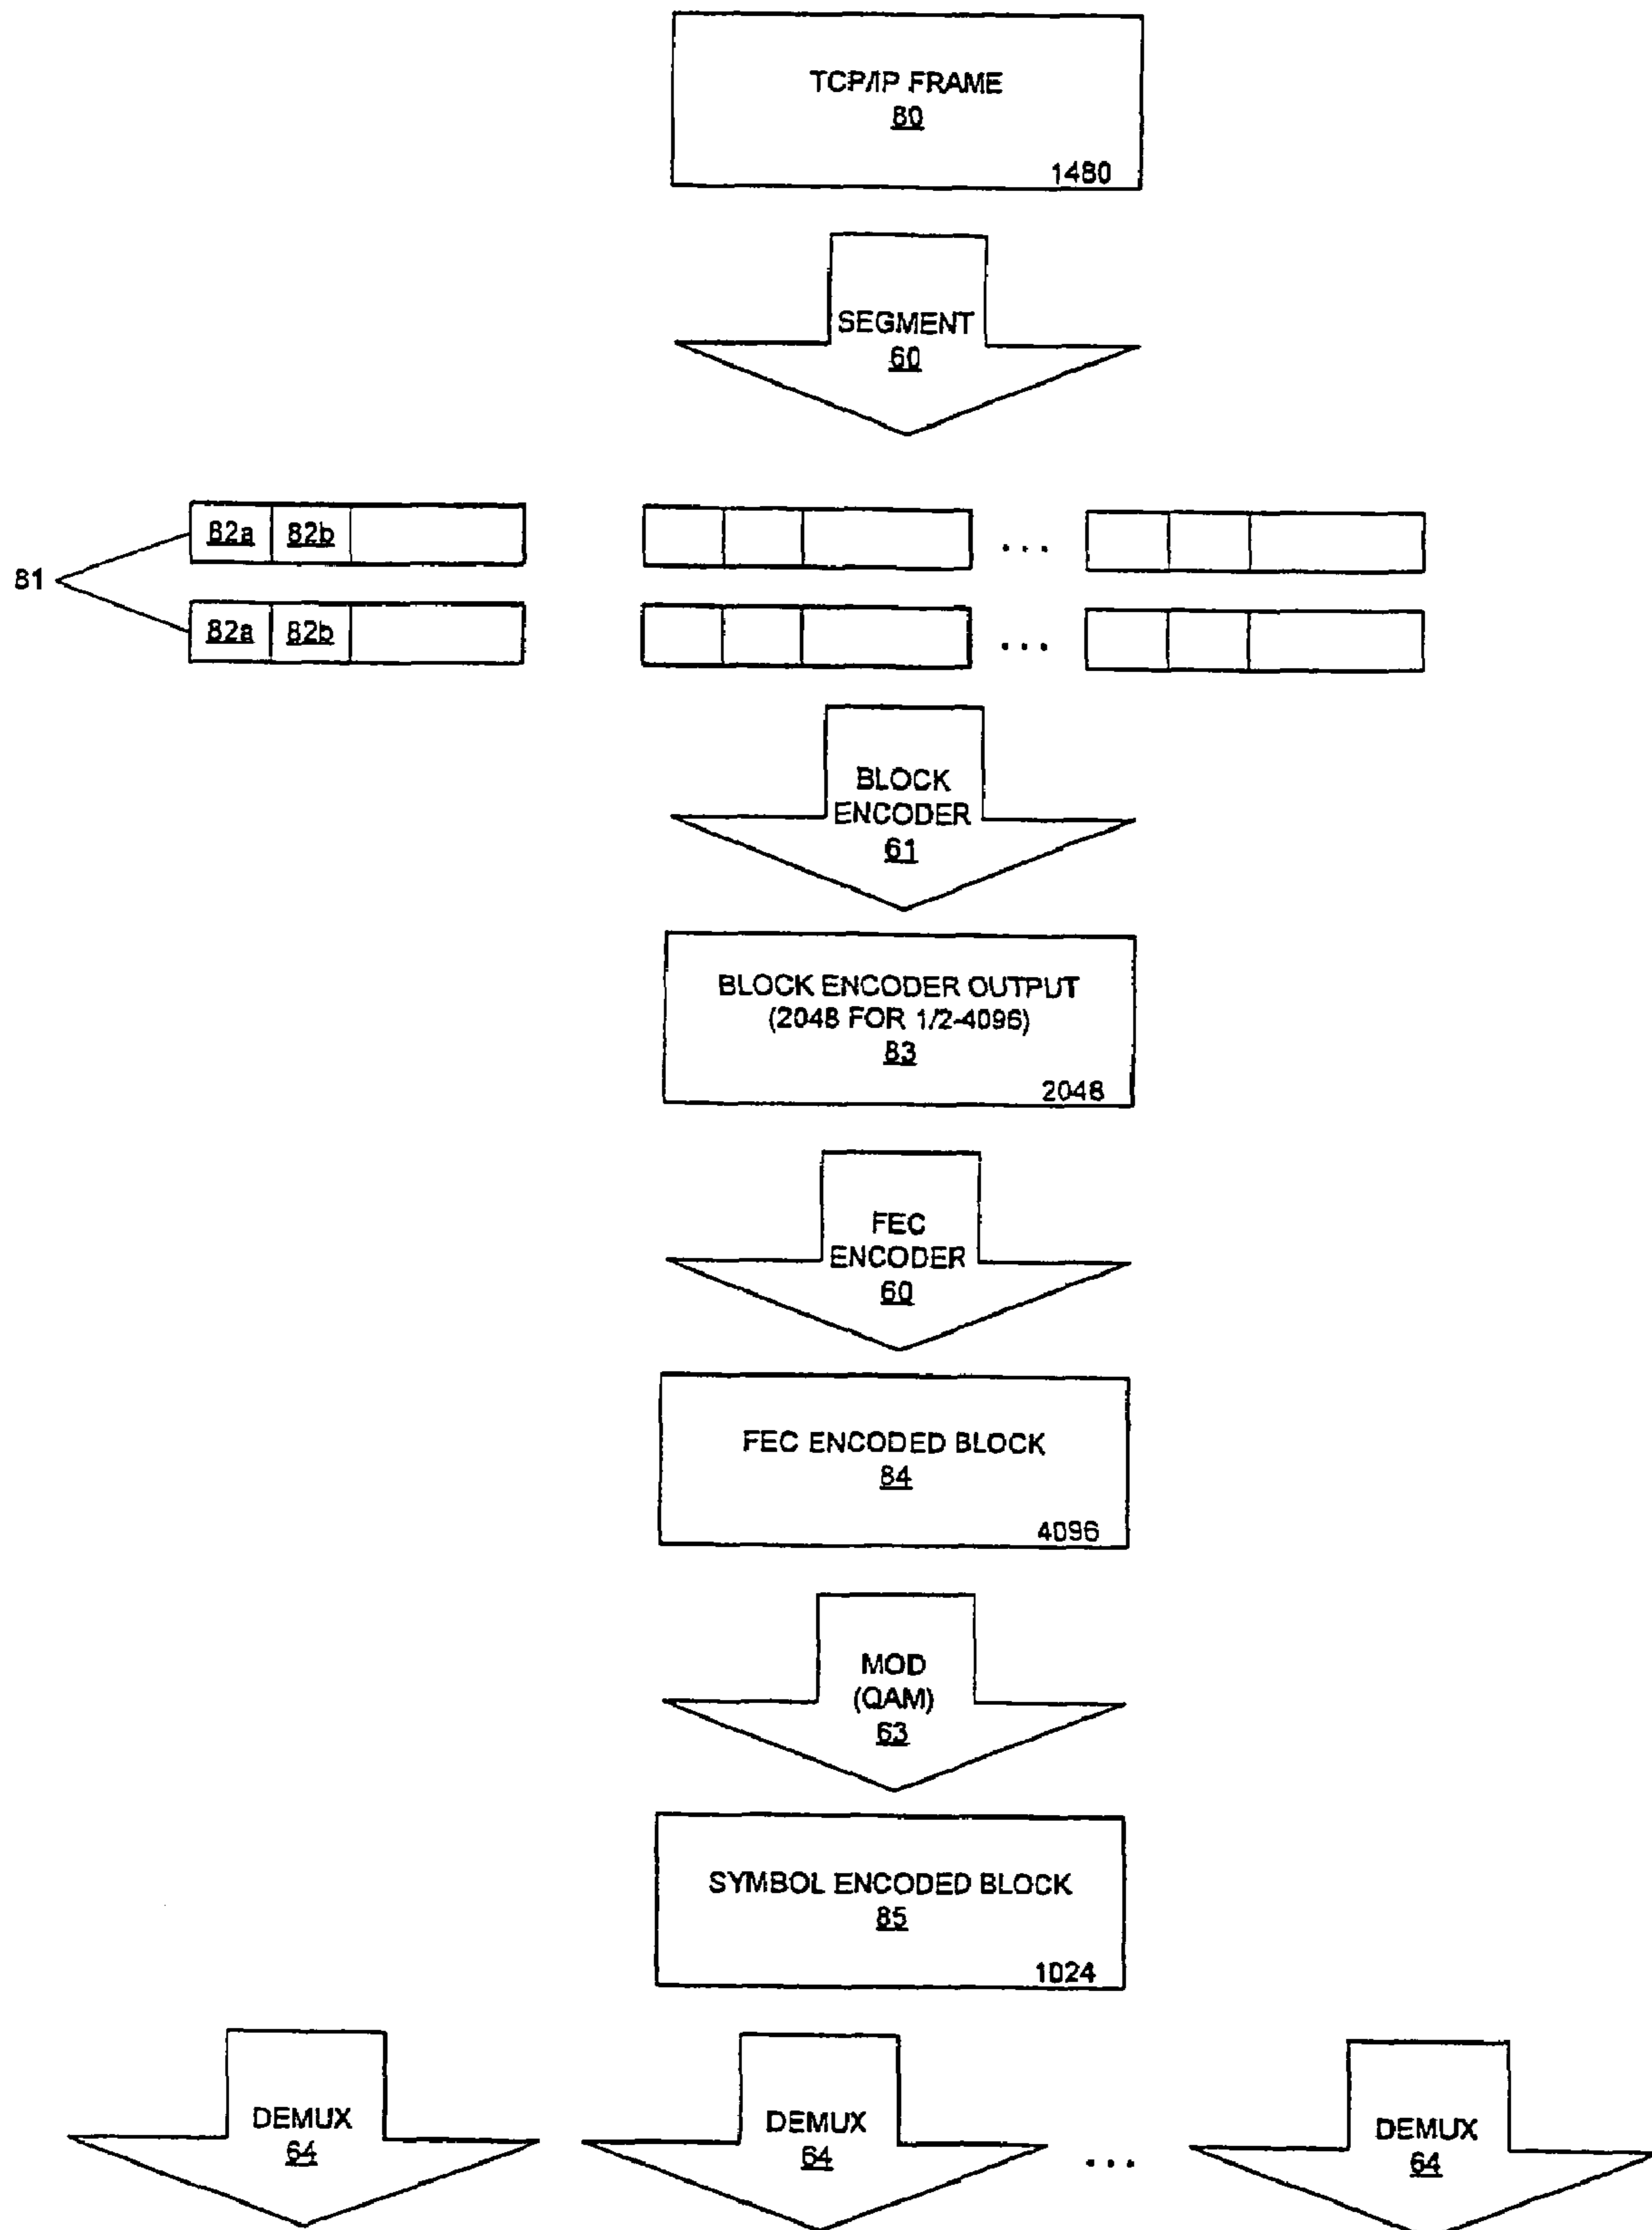 TCP/IP FRAME
80
1480
SEGMENT
60
82a 82b
...
81
82a 82b
...
BLOCK
ENCODER
61
BLOCK ENCODER OUTPUT
(2048 FOR 1/2-4096)
83
2048
FEC
ENCODER
60
FEC ENCODED BLOCK
84
4096
MOD
(QAM)
63
SYMBOL ENCODED BLOCK
85
1024
DEMUX
64
DEMUX
64
...
DEMUX
64